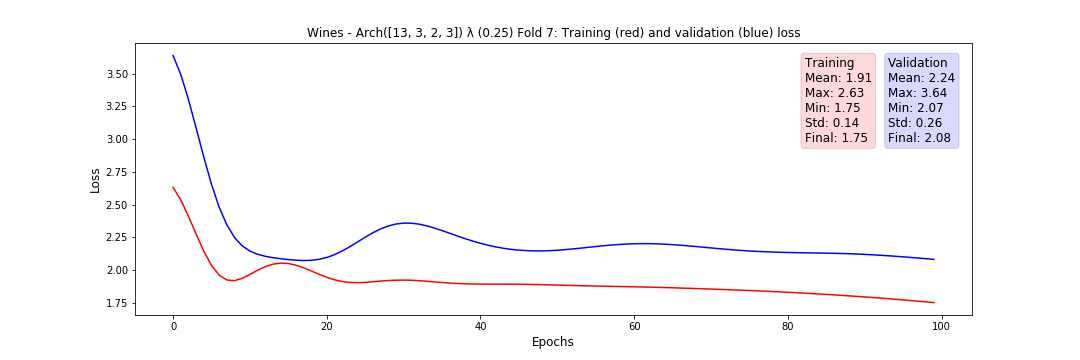 Wines - Arch([13, 3, 2, 3]) λ (0.25) Fold 7: Training (red) and validation (blue) loss
Training
Mean: 1.91
Max: 2.63
Min: 1.75
Std: 0.14
Final: 1.75
Validation
Mean: 2.24
Max: 3.64
Min: 2.07
Std: 0.26
Final: 2.08
Loss
3.50
3.25
3.00
2.75
2.50
2.25
2.00
1.75
0 20 40 60 80 100
Epochs